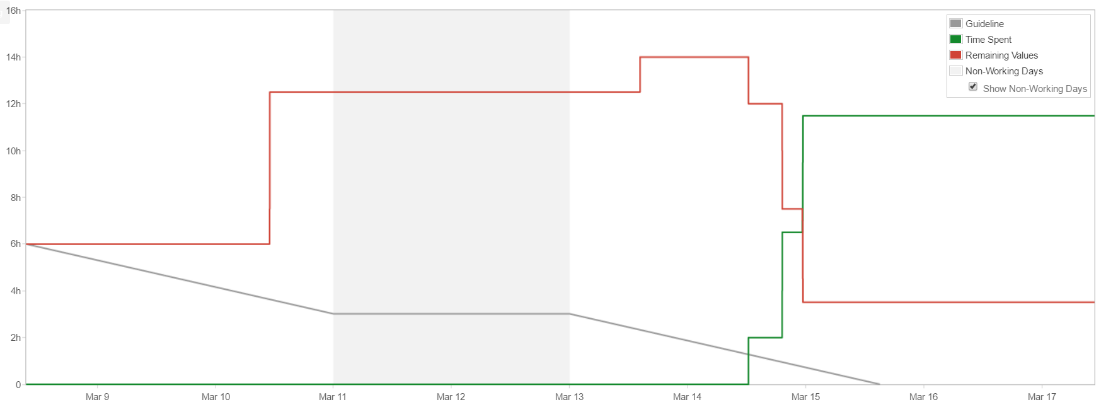 16h
14h
12h
10h
8h
6h
4h
2h
0
Mar 9 Mar 10 Mar 11 Mar 12 Mar 13 Mar 14 Mar 15 Mar 16 Mar 17
Guideline
Time Spent
Remaining Values
Non-Working Days
Show Non-Working Days